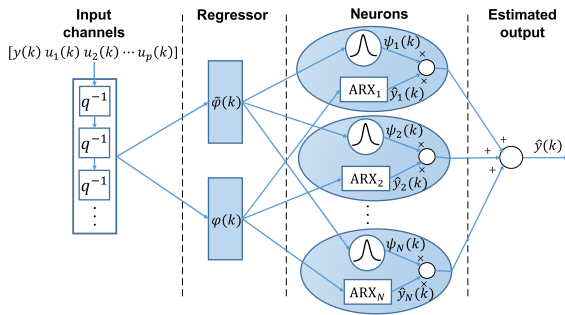 Input channels
Regressor
Neurons
Estimated output
[y(k) u₁(k) u₂(k) ⋯ uₚ(k)]
q⁻¹
q⁻¹
q⁻¹
⋮
φ̃(k)
φ(k)
ψ₁(k)
×
ARX₁
ŷ₁(k)
×
ψ₂(k)
×
ARX₂
ŷ₂(k)
×
⋮
ψ_N(k)
×
ARX_N
ŷ_N(k)
×
+
+
+
ŷ(k)